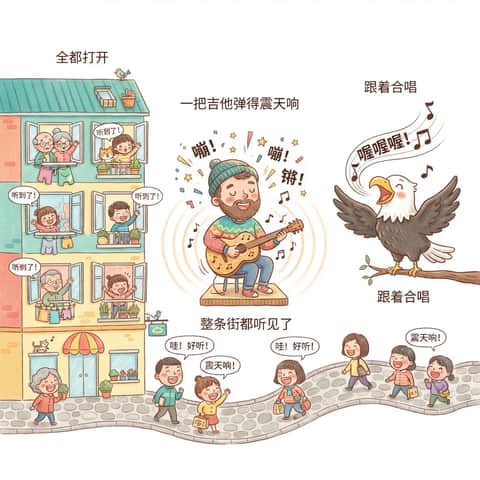 全都打开
一把吉他弹得震天响
跟着合唱
听到了！
听到了！
听到了！
听到了！
嘣！
嘣！
锵！
喔喔喔！
跟着合唱
整条街都听见了
哇！好听！
震天响！
哇！好听！
震天响！